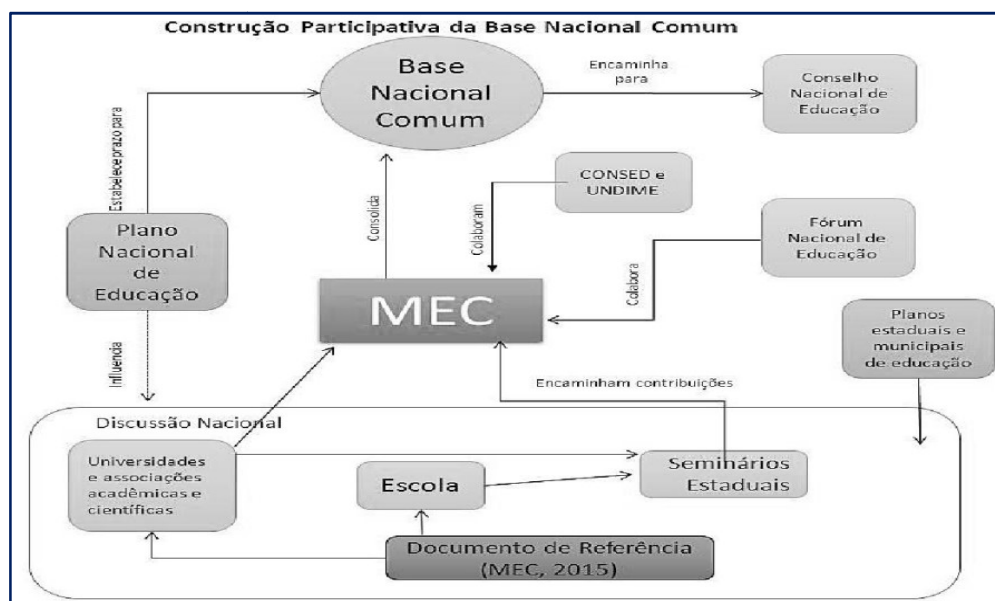 Construção Participativa da Base Nacional Comum
Base
Nacional
Comum
Encaminha
para
Conselho
Nacional de
Educação
Estabeleceprazo para
CONSED e
UNDIME
Consolida
Colaboram
Plano
Nacional
de
Educação
Fórum
Nacional de
Educação
Colabora
MEC
Planos
estaduais e
municipais
de educação
Influencia
Encaminham contribuições
Discussão Nacional
Universidades
e associações
acadêmicas e
científicas
Escola
Seminários
Estaduais
Documento de Referência
(MEC, 2015)